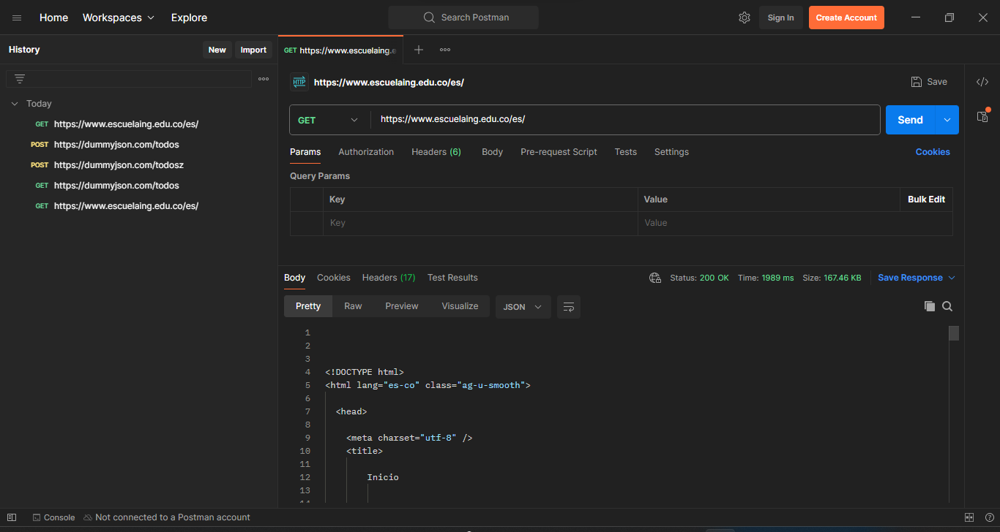 Home Workspaces Explore Search Postman Sign In Create Account
History New Import GET https://www.escuelaing.e
https://www.escuelaing.edu.co/es/ Save
HTTP
Today
GET https://www.escuelaing.edu.co/es/
POST https://dummyjson.com/todos
POST https://dummyjson.com/todosz
GET https://dummyjson.com/todos
GET https://www.escuelaing.edu.co/es/
GET https://www.escuelaing.edu.co/es/ Send
Params Authorization Headers (6) Body Pre-request Script Tests Settings Cookies
Query Params
Key Value Bulk Edit
Key Value
Body Cookies Headers (17) Test Results Status: 200 OK Time: 1989 ms Size: 167.46 KB Save Response
Pretty Raw Preview Visualize JSON
1
2
3
4 <!DOCTYPE html>
5 <html lang="es-co" class="ag-u-smooth">
6
7 <head>
8
9 <meta charset="utf-8" />
10 <title>
11
12 Inicio
13
14
Console Not connected to a Postman account